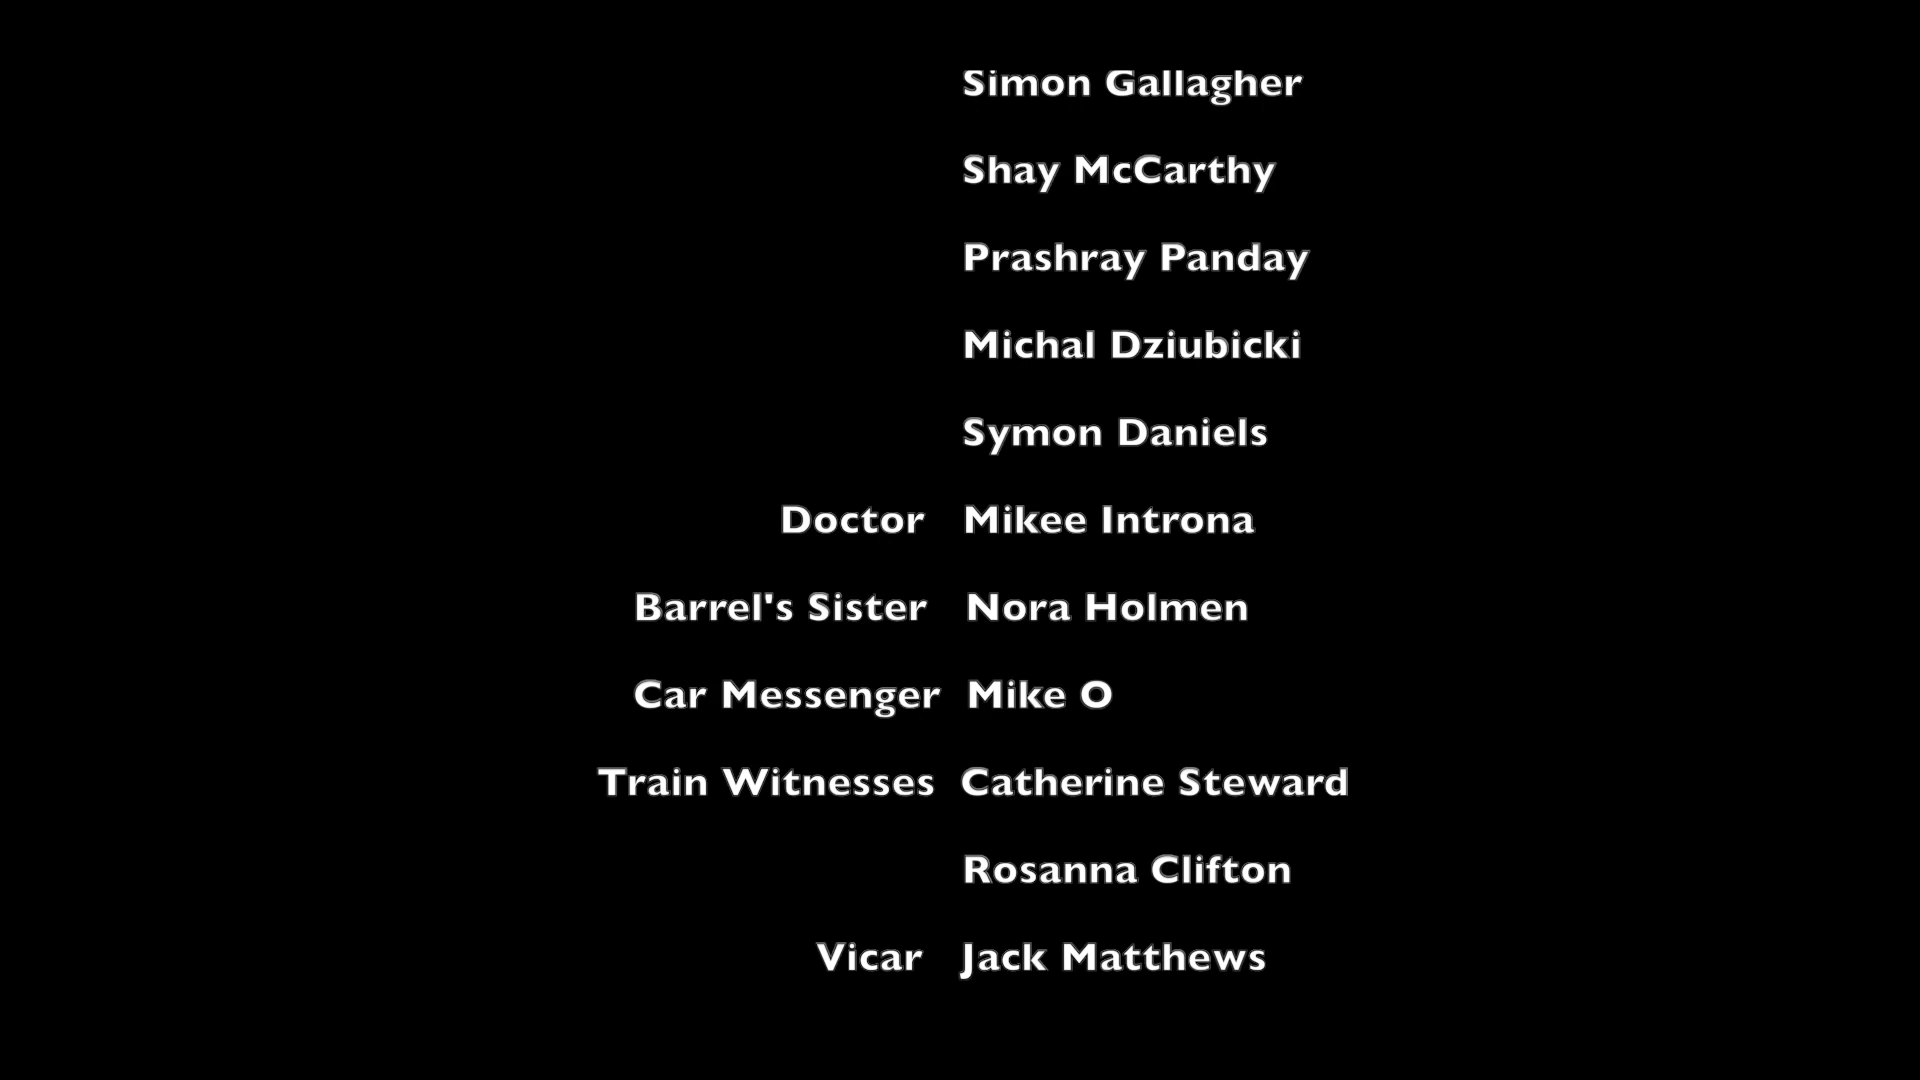 Simon Gallagher
Shay McCarthy
Prashray Panday
Michal Dziubicki
Symon Daniels
Doctor Mikee Introna
Barrel's Sister Nora Holmen
Car Messenger Mike O
Train Witnesses Catherine Steward
Rosanna Clifton
Vicar Jack Matthews